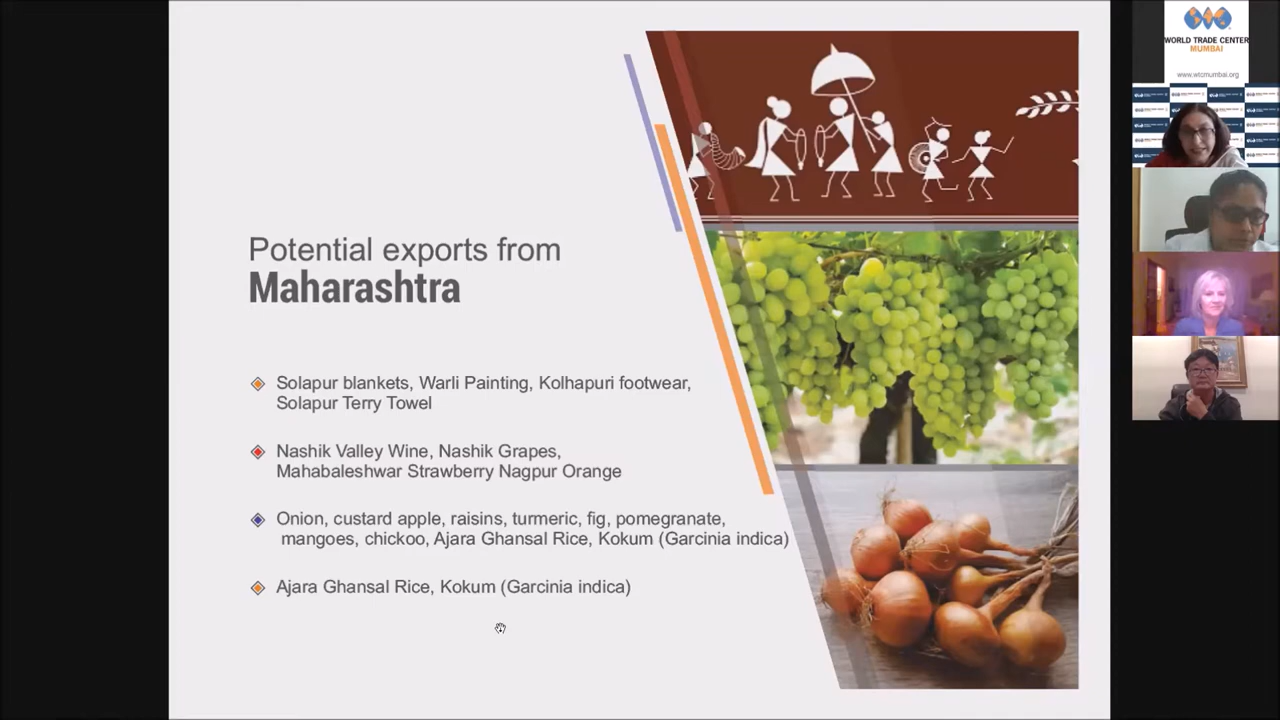 Potential exports from
Maharashtra
Solapur blankets, Warli Painting, Kolhapuri footwear,
Solapur Terry Towel
Nashik Valley Wine, Nashik Grapes,
Mahabaleshwar Strawberry Nagpur Orange
Onion, custard apple, raisins, turmeric, fig, pomegranate,
mangoes, chickoo, Ajara Ghansal Rice, Kokum (Garcinia indica)
Ajara Ghansal Rice, Kokum (Garcinia indica)
WORLD TRADE CENTER
MUMBAI
www.wtcmumbai.org